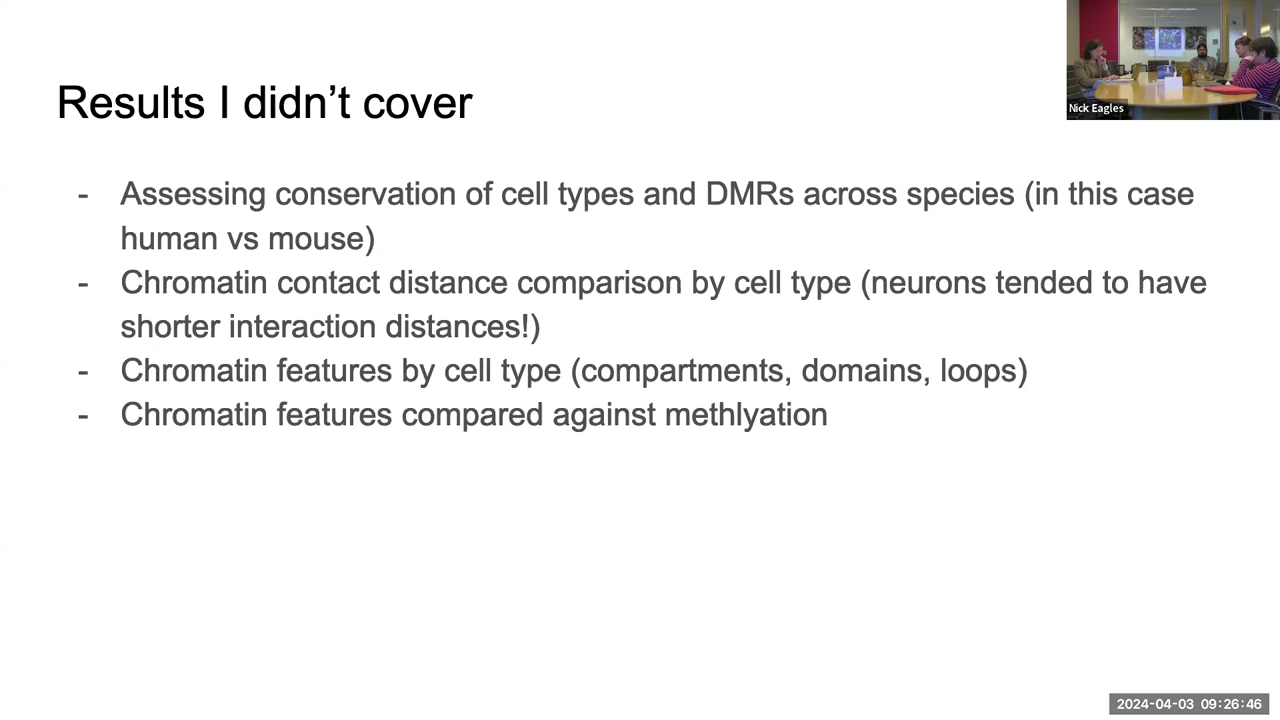 Nick Eagles
Results I didn’t cover
- Assessing conservation of cell types and DMRs across species (in this case
human vs mouse)
- Chromatin contact distance comparison by cell type (neurons tended to have
shorter interaction distances!)
- Chromatin features by cell type (compartments, domains, loops)
- Chromatin features compared against methlyation
2024-04-03 09:26:46